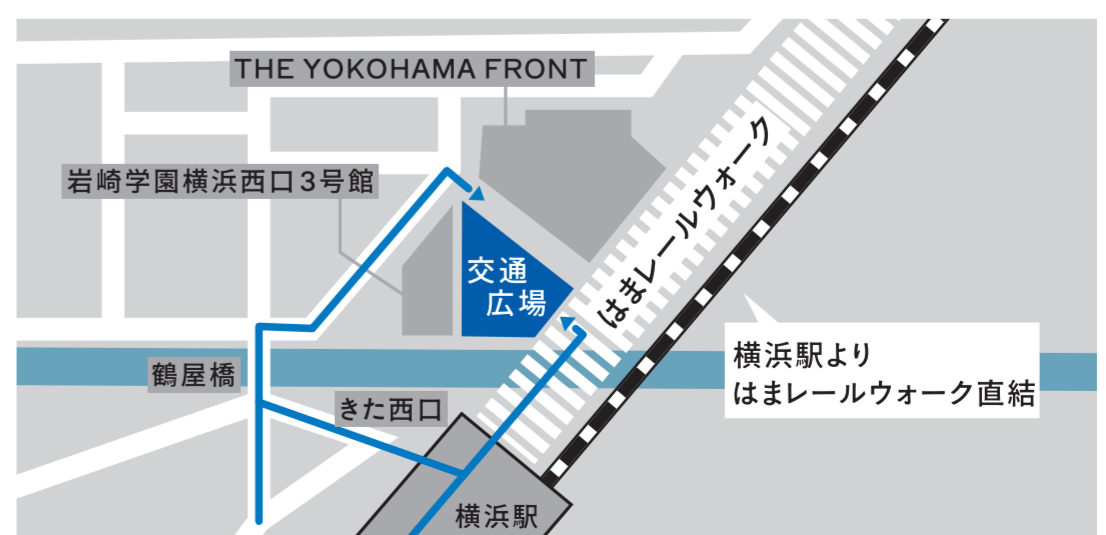 THE YOKOHAMA FRONT
岩崎学園横浜西口3号館
はまレールウォーク
交通
広場
横浜駅より
はまレールウォーク直結
鶴屋橋
きた西口
横浜駅